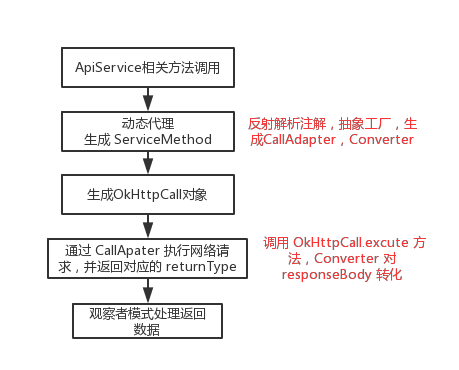 ApiService相关方法调用
动态代理
生成 ServiceMethod
反射解析注解，抽象工厂，生
成CallAdapter，Converter
生成OkHttpCall对象
通过 CallApater 执行网络请
求，并返回对应的 returnType
调用 OkHttpCall.excute 方
法，Converter 对
responseBody 转化
观察者模式处理返回
数据